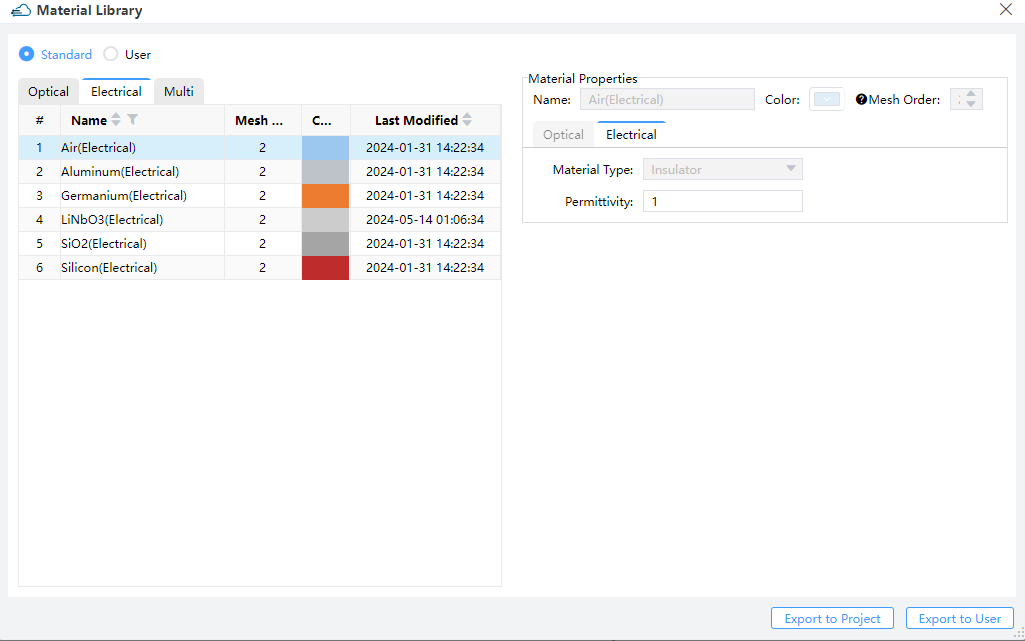 Material Library
Standard User
Optical Electrical Multi
# Name Mesh ... C... Last Modified
1 Air(Electrical) 2 2024-01-31 14:22:34
2 Aluminum(Electrical) 2 2024-01-31 14:22:34
3 Germanium(Electrical) 2 2024-01-31 14:22:34
4 LiNbO3(Electrical) 2 2024-05-14 01:06:34
5 SiO2(Electrical) 2 2024-01-31 14:22:34
6 Silicon(Electrical) 2 2024-01-31 14:22:34
Material Properties
Name: Air(Electrical) Color: ?Mesh Order:
Optical Electrical
Material Type: Insulator
Permittivity: 1
Export to Project Export to User